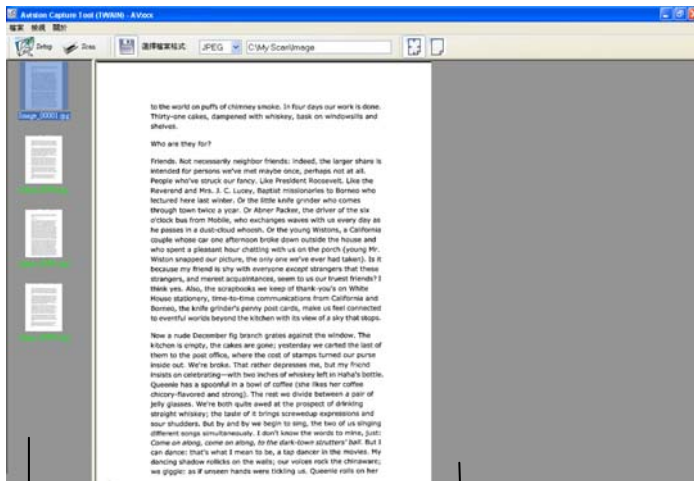 Avision Capture Tool (TWAIN) - AVxxx
檔案 檢視 關於
Setup Scan 選擇檔案格式 JPEG C:\My Scan\Image
Image_00001.jpg
to the world on puffs of chimney smoke. In four days our work is done.
Thirty-one cakes, dampened with whiskey, bask on windowsills and
shelves.
Who are they for?
Friends. Not necessarily neighbor friends: indeed, the larger share is
intended for persons we've met maybe once, perhaps not at all.
People who've struck our fancy. Like President Roosevelt. Like the
Reverend and Mrs. J. C. Lucey, Baptist missionaries to Borneo who
lectured here last winter. Or the little knife grinder who comes
through town twice a year. Or Abner Packer, the driver of the six
o'clock bus from Mobile, who exchanges waves with us every day as
he passes in a dust-cloud whoosh. Or the young Wistons, a California
couple whose car one afternoon broke down outside the house and
who spent a pleasant hour chatting with us on the porch (young Mr.
Wiston snapped our picture, the only one we've ever had taken). Is it
because my friend is shy with everyone except strangers that these
strangers, and merest acquaintances, seem to us our truest friends? I
think yes. Also, the scrapbooks we keep of thank-you's on White
House stationery, time-to-time communications from California and
Borneo, the knife grinder's penny post cards, make us feel connected
to eventful worlds beyond the kitchen with its view of a sky that stops.
Now a nude December fig branch grates against the window. The
kitchen is empty, the cakes are gone; yesterday we carted the last of
them to the post office, where the cost of stamps turned our purse
inside out. We're broke. That rather depresses me, but my friend
insists on celebrating—with two inches of whiskey left in Haha's bottle.
Queenie has a spoonful in a bowl of coffee (she likes her coffee
chicory-flavored and strong). The rest we divide between a pair of
jelly glasses. We're both quite awed at the prospect of drinking
straight whiskey; the taste of it brings screwedup expressions and
sour shudders. But by and by we begin to sing, the two of us singing
different songs simultaneously. I don't know the words to mine, just:
Come on along, come on along, to the dark-town strutters' ball. But I
can dance: that's what I mean to be, a tap dancer in the movies. My
dancing shadow rollicks on the walls; our voices rock the chinaware;
we giggle: as if unseen hands were tickling us. Queenie rolls on her